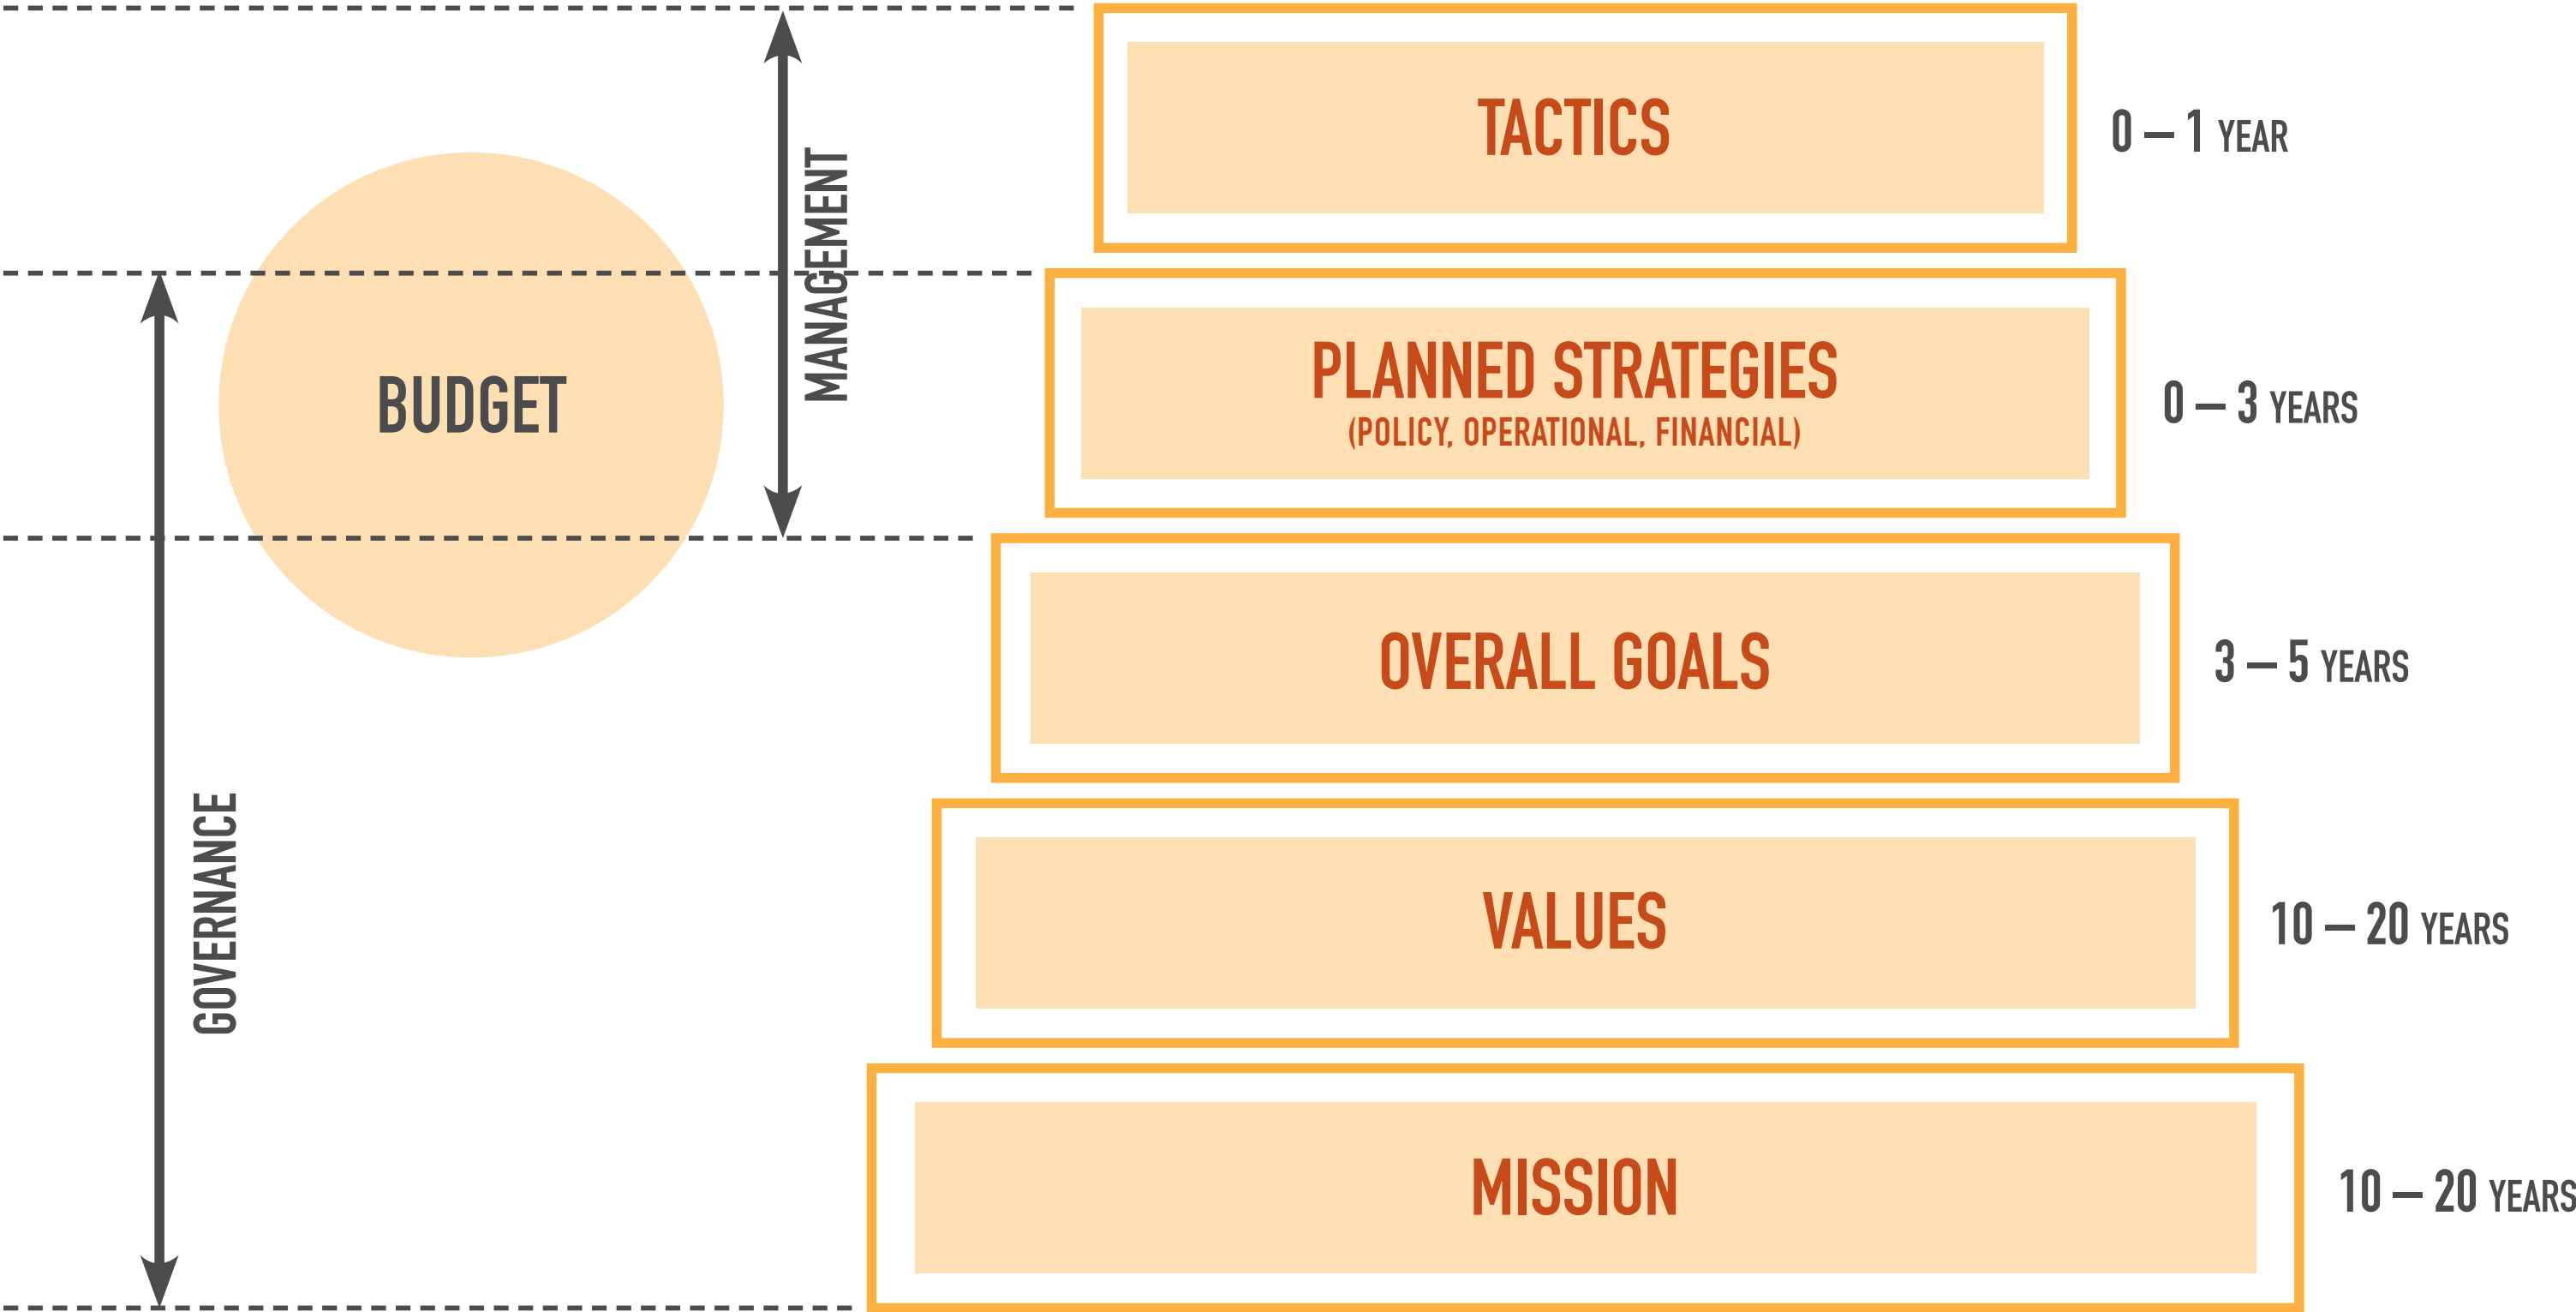 TACTICS
0 – 1 YEAR
MANAGEMENT
BUDGET
PLANNED STRATEGIES
(POLICY, OPERATIONAL, FINANCIAL)
0 – 3 YEARS
OVERALL GOALS
3 – 5 YEARS
GOVERNANCE
VALUES
10 – 20 YEARS
MISSION
10 – 20 YEARS